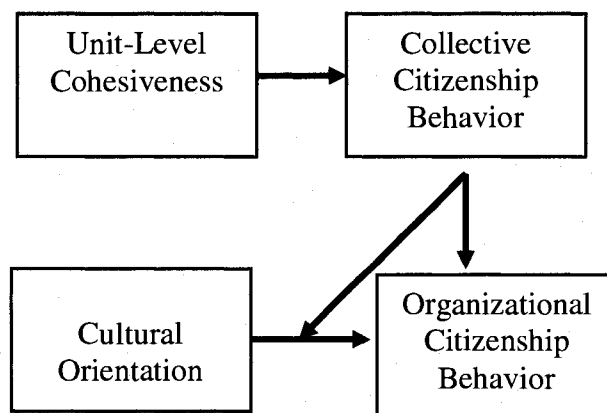 Unit-Level
Cohesiveness
Collective
Citizenship
Behavior
Cultural
Orientation
Organizational
Citizenship
Behavior